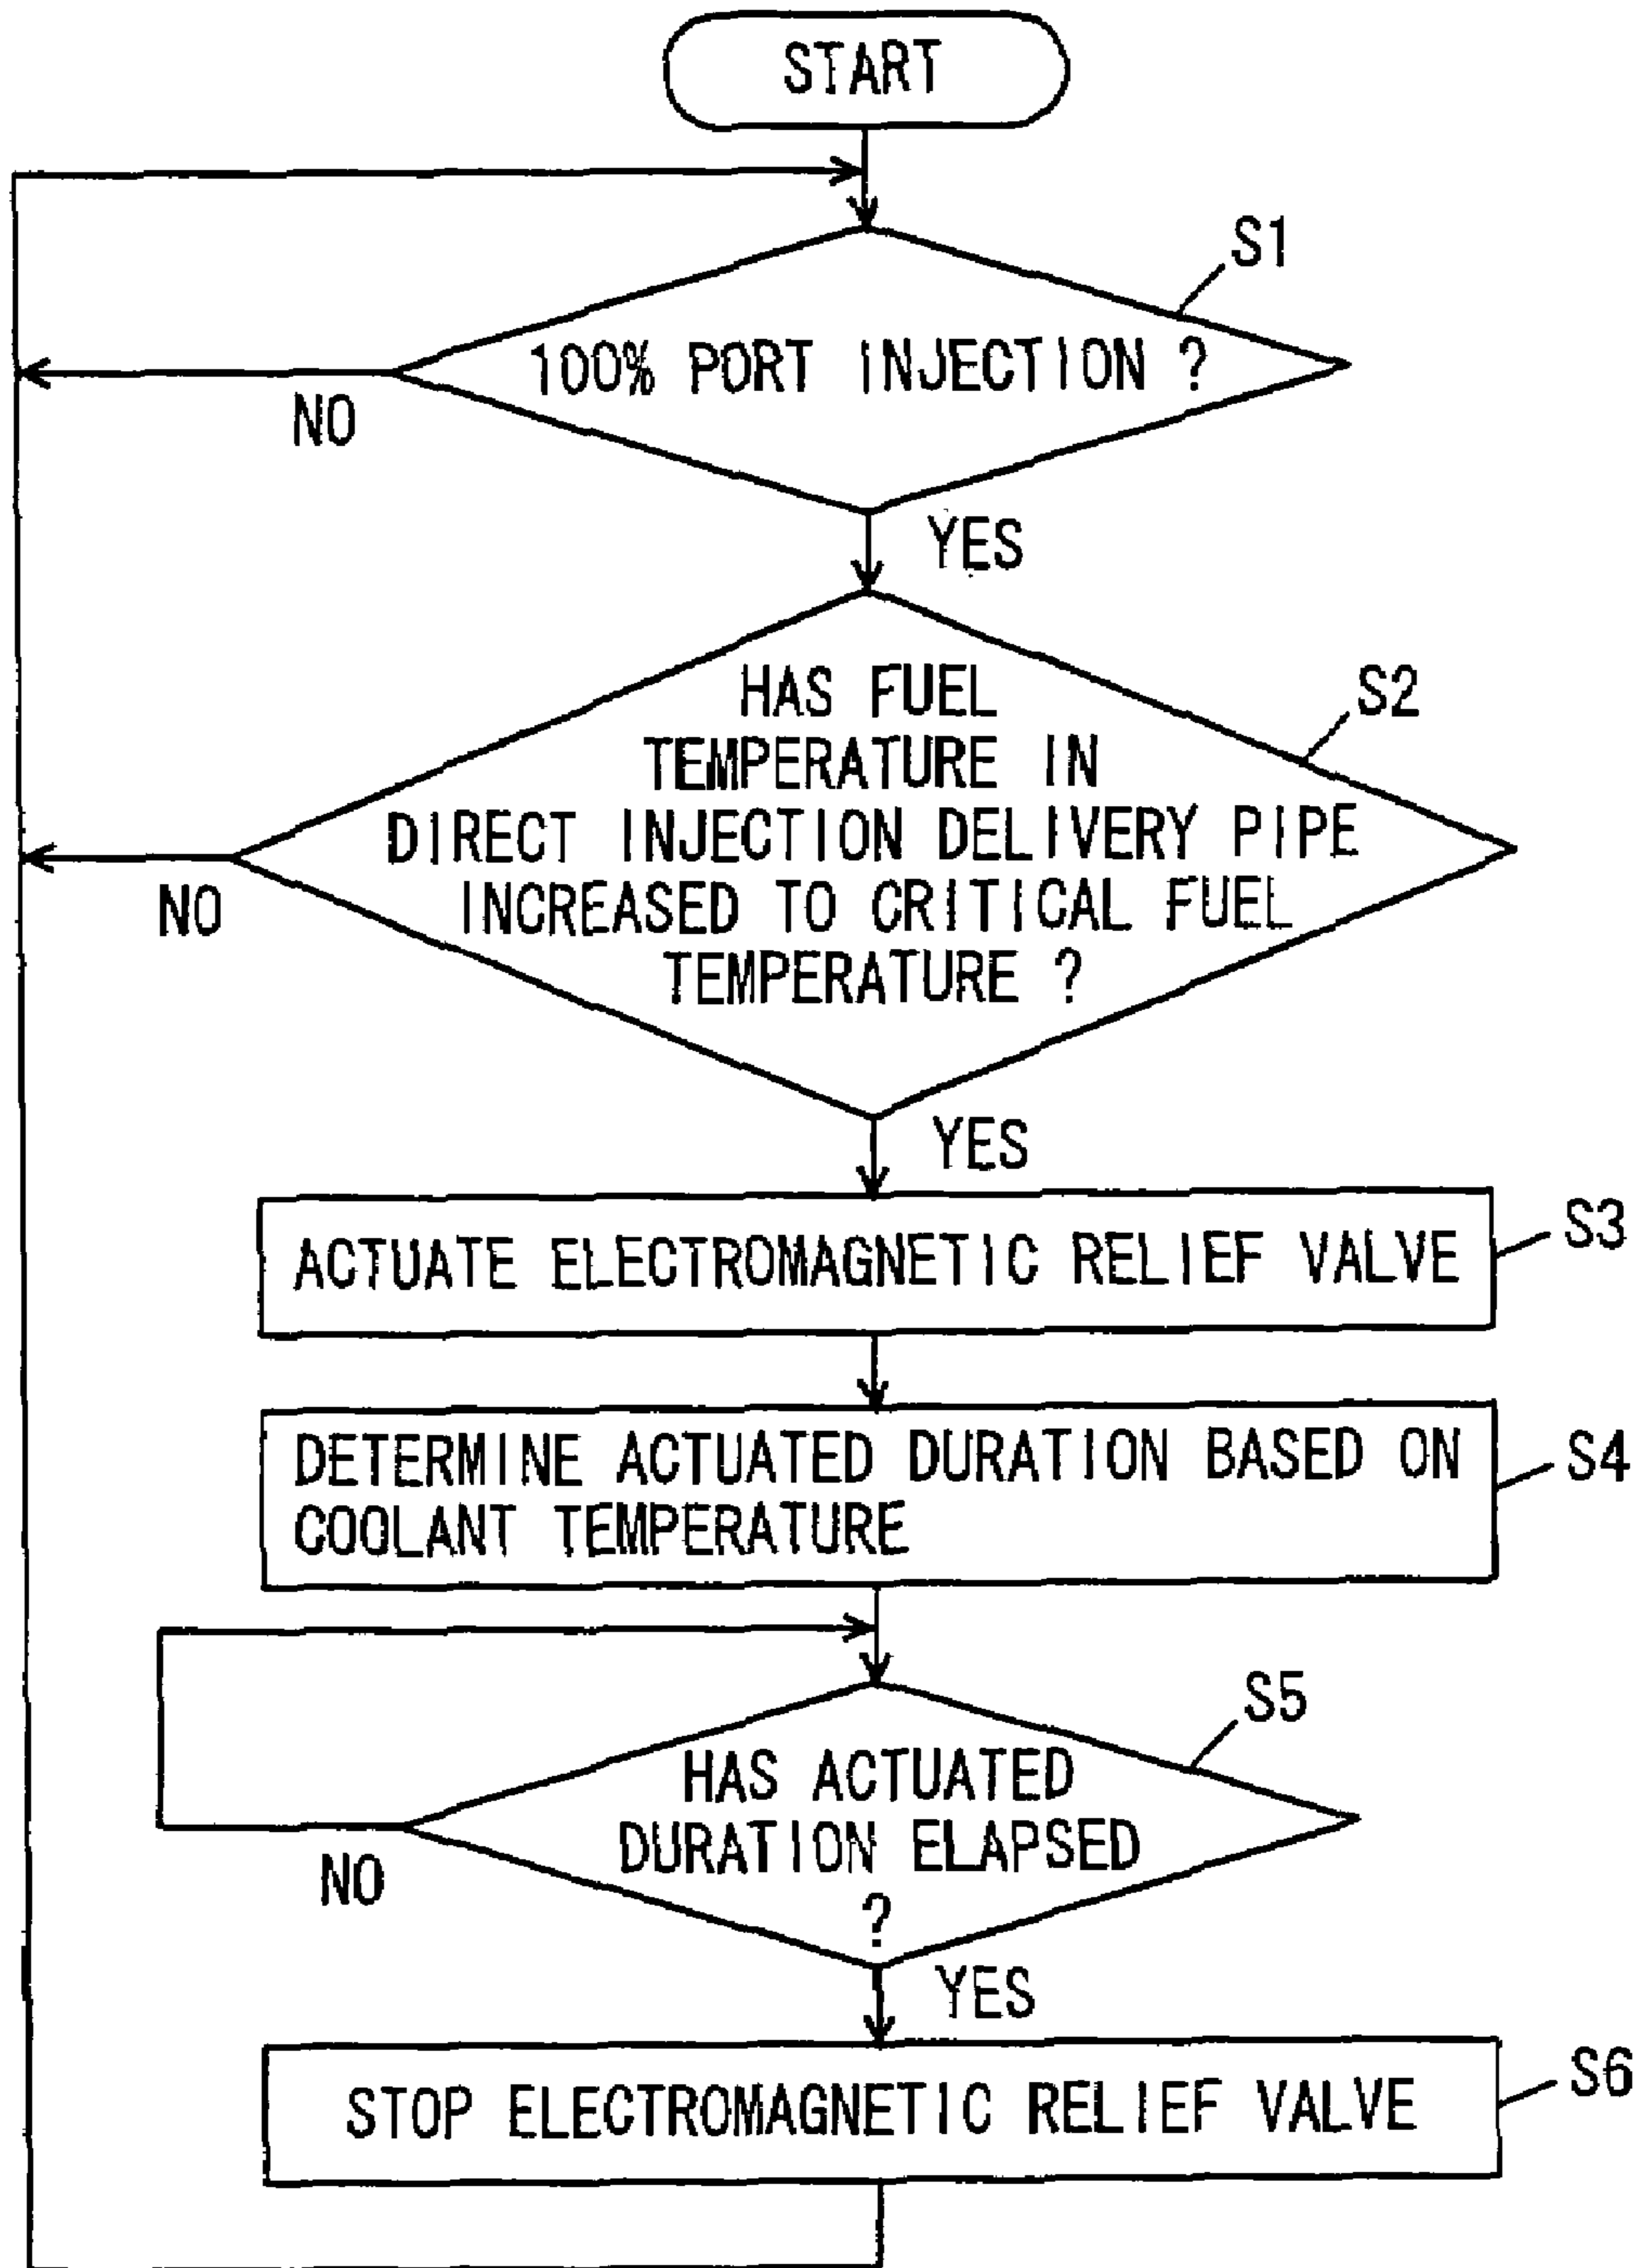 START
S1
100% PORT INJECTION ?
NO
YES
S2
HAS FUEL
TEMPERATURE IN
DIRECT INJECTION DELIVERY PIPE
INCREASED TO CRITICAL FUEL
TEMPERATURE ?
NO
YES
S3
ACTUATE ELECTROMAGNETIC RELIEF VALVE
S4
DETERMINE ACTUATED DURATION BASED ON
COOLANT TEMPERATURE
S5
HAS ACTUATED
DURATION ELAPSED
?
NO
YES
S6
STOP ELECTROMAGNETIC RELIEF VALVE